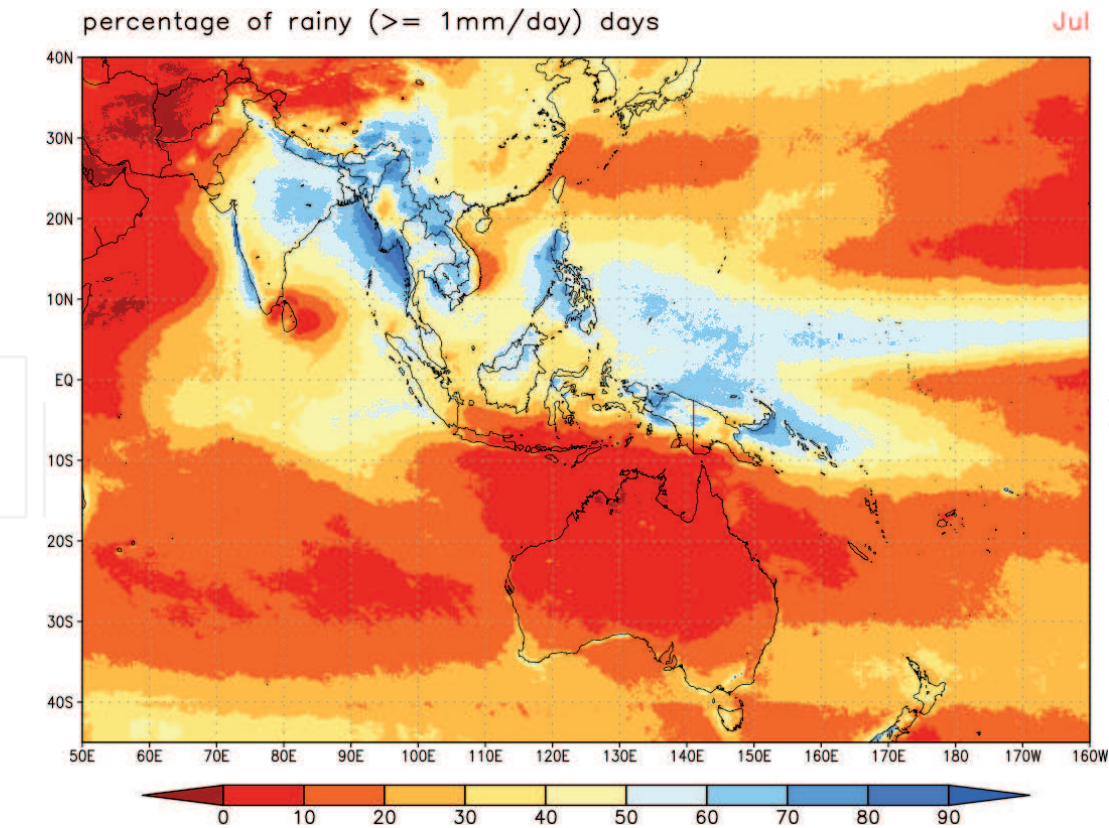 percentage of rainy (>= 1mm/day) days
Jul
40N
30N
20N
10N
EQ
10S
20S
30S
40S
50E 60E 70E 80E 90E 100E 110E 120E 130E 140E 150E 160E 170E 180 170W 160W
0 10 20 30 40 50 60 70 80 90